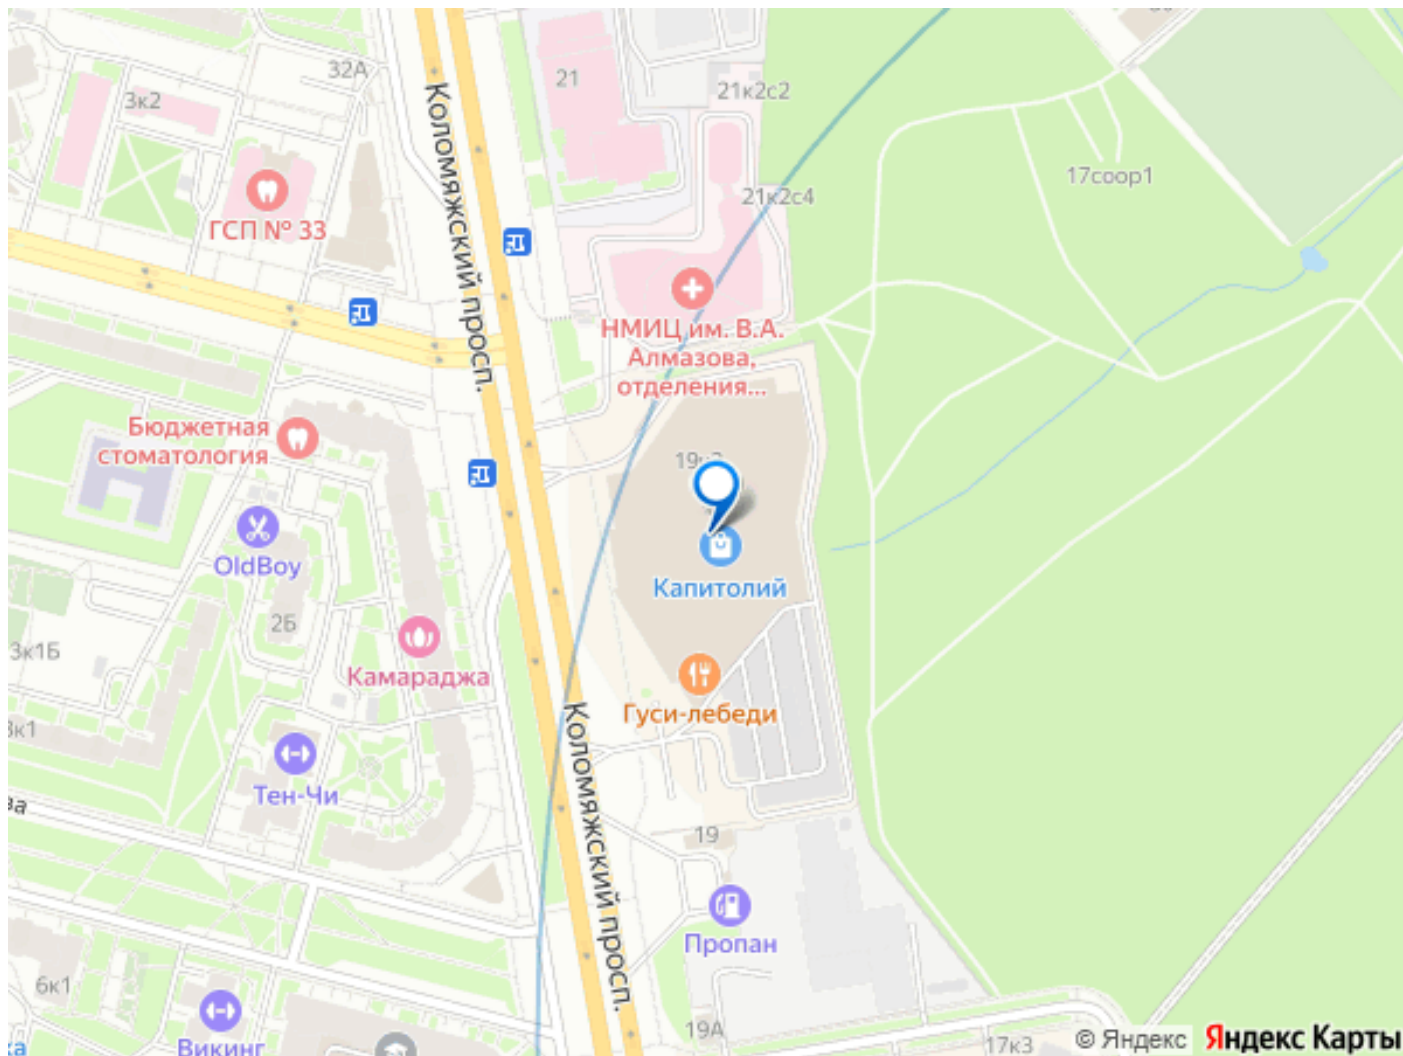 32А
21
21к2с2
3к2
17соор1
21к2с4
Коломяжский просп.
ГСП № 33
НМИЦ им. В.А.
Алмазова,
отделения...
Бюджетная
стоматология
OldBoy
Капитолий
2Б
3к1Б
Камараджа
Гуси-лебеди
Коломяжский просп.
Тен-Чи
19
Пропан
6к1
19А
Викинг
17к3
© Яндекс
Яндекс Карты